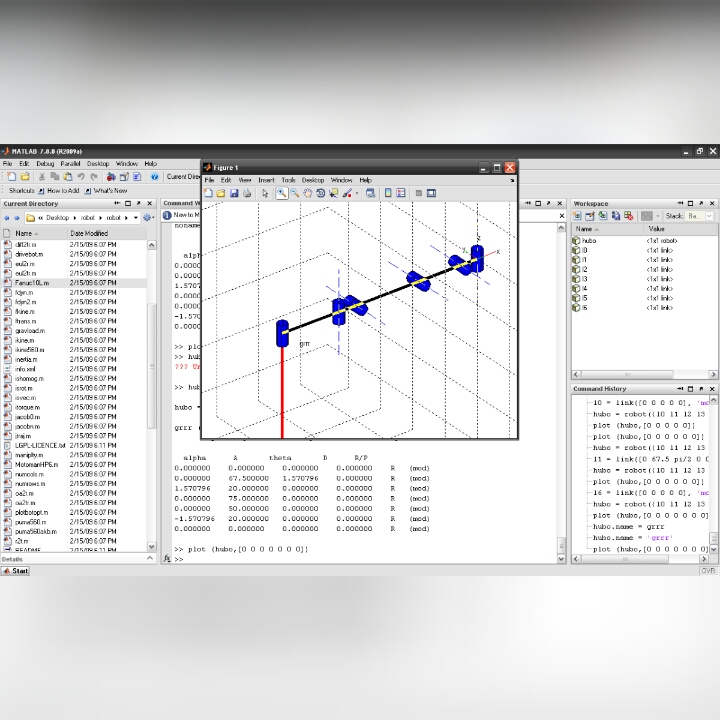 MATLAB 7.8.0 (R2009a)
File Edit Debug Parallel Desktop Window Help
Current Dire
Shortcuts How to Add What's New
Current Directory
Command W
Desktop robot robot
New to M
Name Date Modified
drivebot.m 2/15/09 6:07 PM
eul2r.m 2/15/09 6:07 PM
eul2tr.m 2/15/09 6:07 PM
Fanuc10L.m 2/15/09 6:07 PM
fdyn.m 2/15/09 6:07 PM
fdyn2.m 2/15/09 6:07 PM
fkine.m 2/15/09 6:07 PM
ftrans.m 2/15/09 6:07 PM
gravload.m 2/15/09 6:07 PM
ikine.m 2/15/09 6:07 PM
ikine560.m 2/15/09 6:07 PM
inertia.m 2/15/09 6:07 PM
info.xml 2/15/09 6:07 PM
ishomog.m 2/15/09 6:07 PM
isrot.m 2/15/09 6:07 PM
isvec.m 2/15/09 6:07 PM
itorque.m 2/15/09 6:07 PM
jacob0.m 2/15/09 6:07 PM
jacobn.m 2/15/09 6:07 PM
jtraj.m 2/15/09 6:07 PM
LGPL-LICENCE.txt 2/15/09 6:11 PM
maniplty.m 2/15/09 6:07 PM
MotomanHP6.m 2/15/09 6:07 PM
numcols.m 2/15/09 6:07 PM
numrows.m 2/15/09 6:07 PM
oa2r.m 2/15/09 6:07 PM
oa2tr.m 2/15/09 6:07 PM
plotbotopt.m 2/15/09 6:07 PM
puma560.m 2/15/09 6:07 PM
puma560akb.m 2/15/09 6:07 PM
r2t.m 2/15/09 6:07 PM
README 2/15/09 6:11 PM
Details
Start
noname
alph
0.0000
0.0000
1.5707
0.0000
0.0000
-1.570
0.0000
>> plo
>> hub
??? Un
>> hub
hubo =
grrr
Figure 1
File Edit View Insert Tools Desktop Window Help
z
y
x
grrr
alpha A theta D R/P
0.000000 0.000000 0.000000 0.000000 R (mod)
0.000000 67.500000 1.570796 0.000000 R (mod)
1.570796 20.000000 0.000000 0.000000 R (mod)
0.000000 75.000000 0.000000 0.000000 R (mod)
0.000000 50.000000 0.000000 0.000000 R (mod)
-1.570796 20.000000 0.000000 0.000000 R (mod)
0.000000 20.000000 0.000000 0.000000 R (mod)
>> plot (hubo,[0 0 0 0 0 0 0])
>>
Workspace
Stack: Ba
Name Value
hubo <1x1 robot>
l0 <1x1 link>
l1 <1x1 link>
l2 <1x1 link>
l3 <1x1 link>
l4 <1x1 link>
l5 <1x1 link>
l6 <1x1 link>
Command History
l0 = link([0 0 0 0 0], 'mo
hubo = robot({l0 l1 l2 l3
plot (hubo,[0 0 0 0 0 0
plot (hubo,[0 0 0 0 0 0
hubo = robot({l0 l1 l2 l3
l1 = link([0 67.5 pi/2 0 0
hubo = robot({l0 l1 l2 l3
plot (hubo,[0 0 0 0 0 0
l6 = link([0 20 0 0 0], 'mo
hubo = robot({l0 l1 l2 l3
plot (hubo,[0 0 0 0 0 0
hubo.name = grrr
hubo.name = 'grrr'
plot (hubo,[0 0 0 0 0 0
OVR